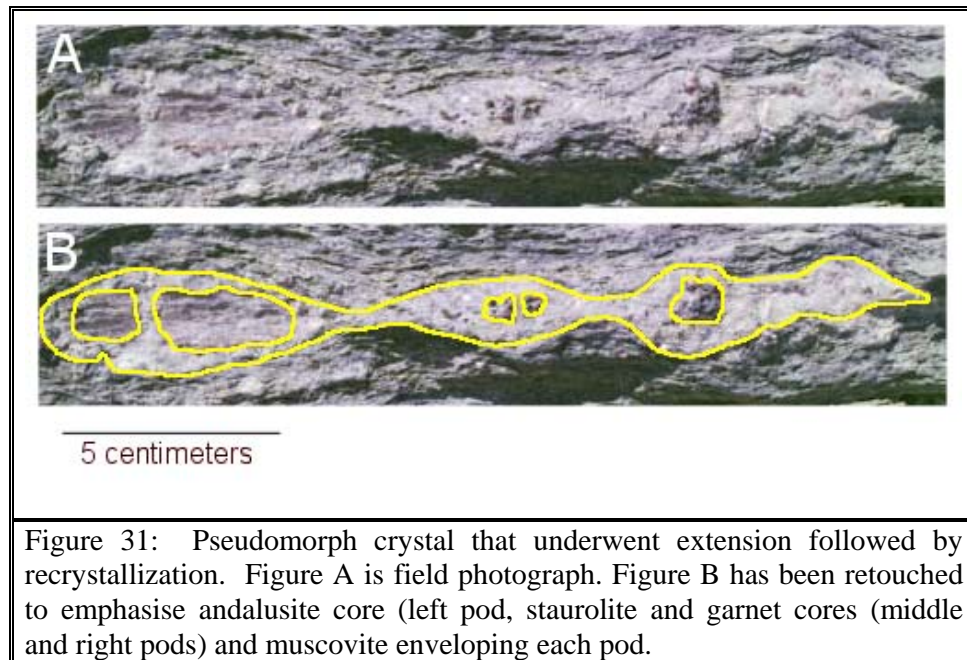 A
B
5 centimeters
Figure 31: Pseudomorph crystal that underwent extension followed by
recrystallization. Figure A is field photograph. Figure B has been retouched
to emphasise andalusite core (left pod, staurolite and garnet cores (middle
and right pods) and muscovite enveloping each pod.